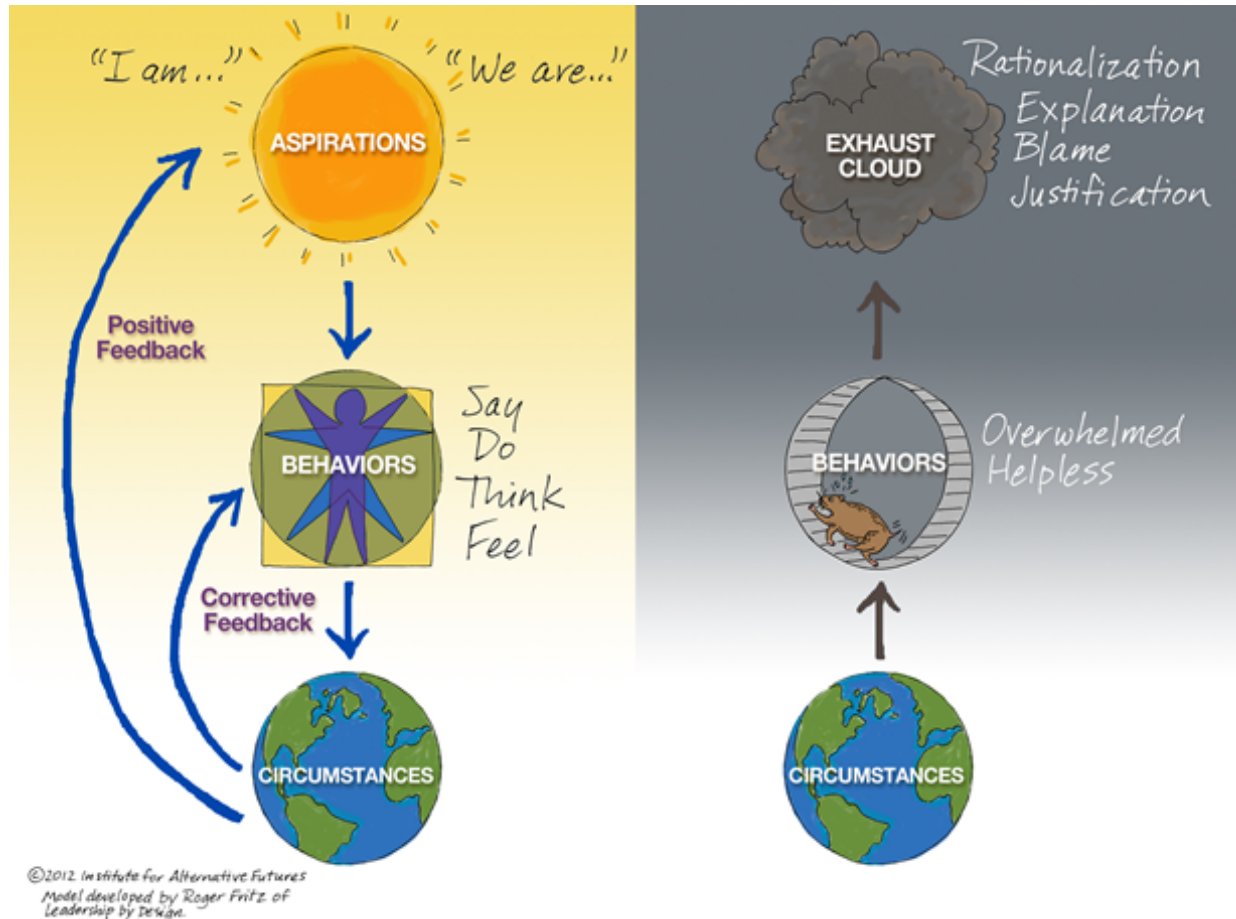 "I am..."
"We are..."
ASPIRATIONS
Positive
Feedback
BEHAVIORS
Say
Do
Think
Feel
Corrective
Feedback
CIRCUMSTANCES
©2012 Institute for Alternative Futures
Model developed by Roger Fritz of
Leadership by Design.
EXHAUST
CLOUD
Rationalization
Explanation
Blame
Justification
BEHAVIORS
Overwhelmed
Helpless
CIRCUMSTANCES